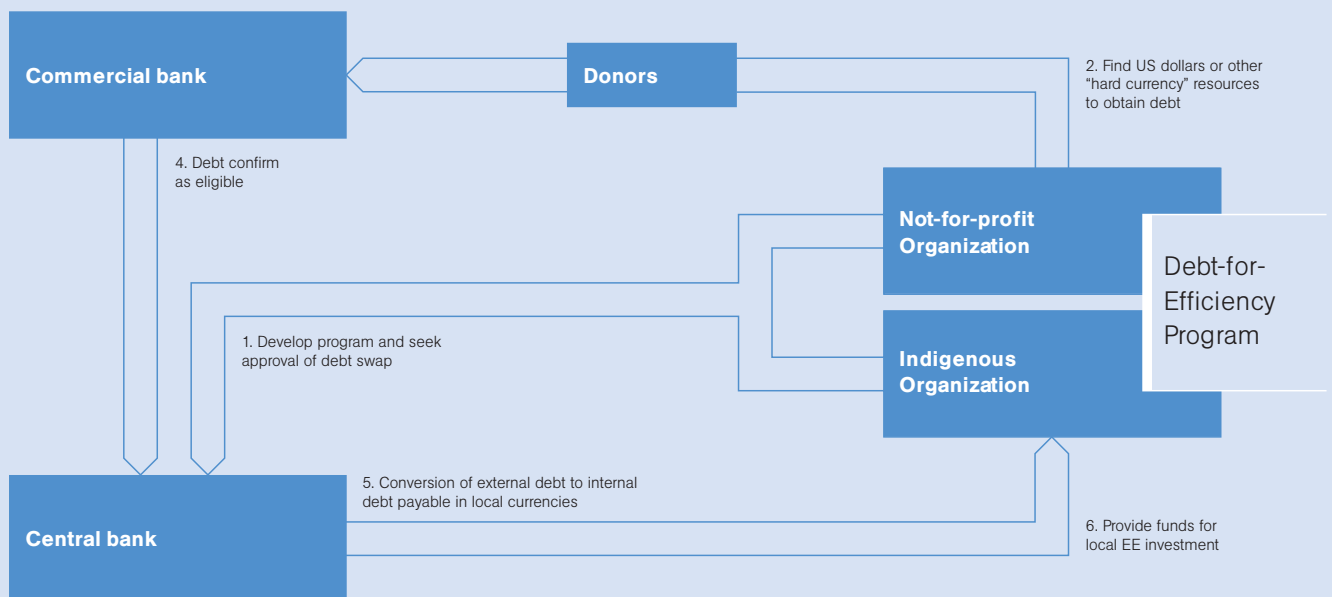 Commercial bank
Donors
2. Find US dollars or other
“hard currency” resources
to obtain debt
4. Debt confirm
as eligible
Not-for-profit
Organization
Debt-for-
Efficiency
Program
1. Develop program and seek
approval of debt swap
Indigenous
Organization
5. Conversion of external debt to internal
debt payable in local currencies
Central bank
6. Provide funds for
local EE investment